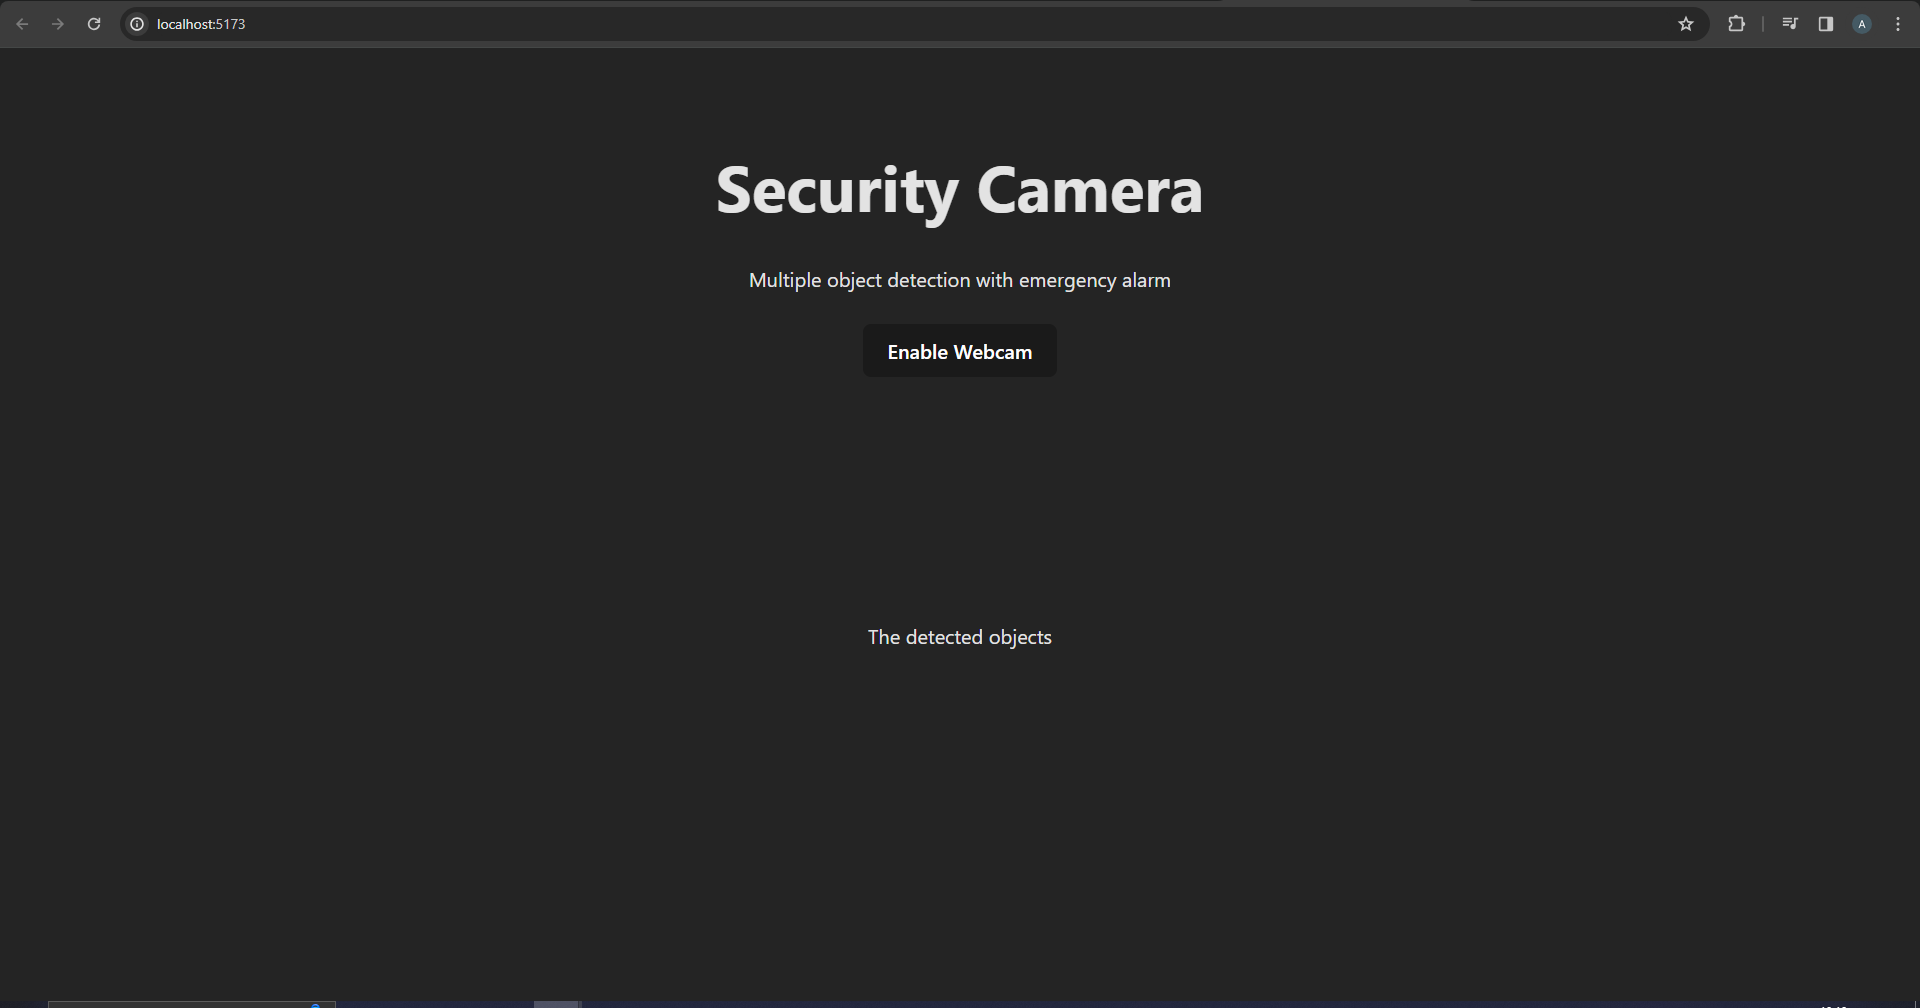 localhost:5173
A
Security Camera
Multiple object detection with emergency alarm
Enable Webcam
The detected objects